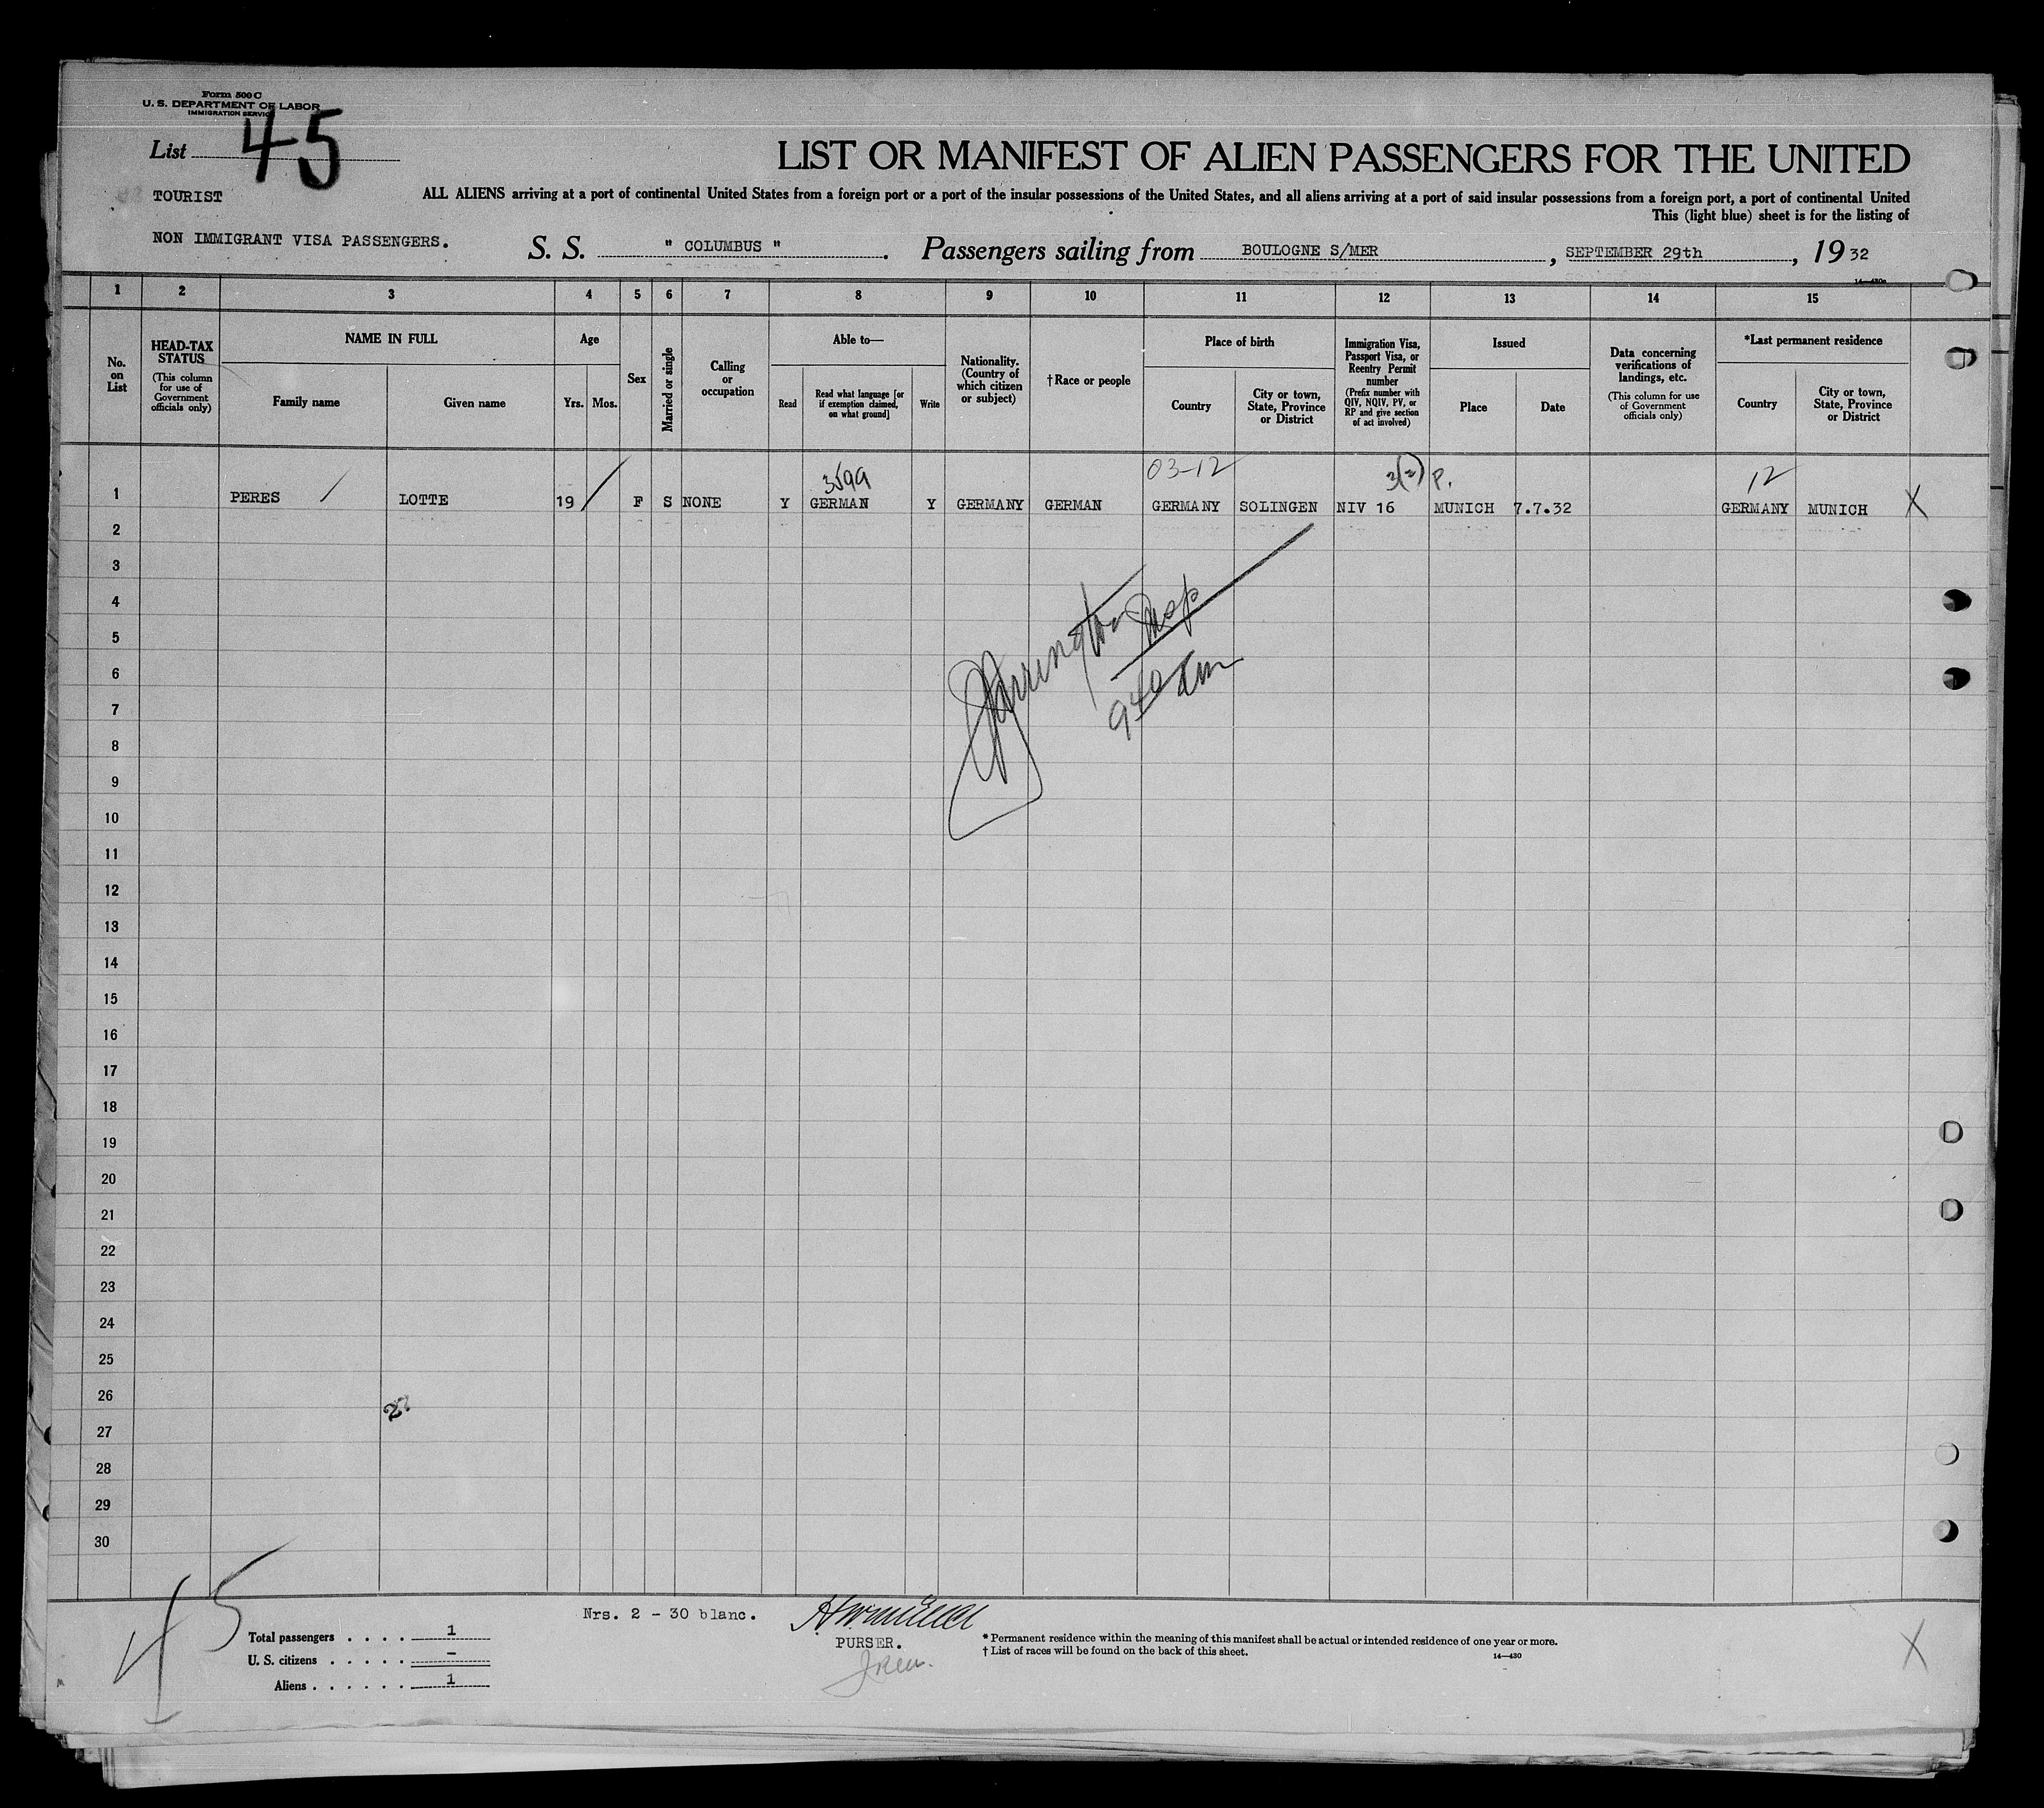 Form 500 C
U. S. DEPARTMENT OF LABOR
IMMIGRATION SERVICE
List 45
LIST OR MANIFEST OF ALIEN PASSENGERS FOR THE UNITED
TOURIST
ALL ALIENS arriving at a port of continental United States from a foreign port or a port of the insular possessions of the United States, and all aliens arriving at a port of said insular possessions from a foreign port, a port of continental United
This (light blue) sheet is for the listing of
NON IMMIGRANT VISA PASSENGERS.
S. S. " COLUMBUS ". Passengers sailing from BOULOGNE S/MER, SEPTEMBER 29th, 19 32
14—430a
1 2 3 4 5 6 7 8 9 10 11 12 13 14 15
No. on List
HEAD-TAX STATUS
(This column for use of Government officials only)
NAME IN FULL
Family name
Given name
Age
Yrs. Mos.
Sex
Married or single
Calling or occupation
Able to—
Read
Read what language [or if exemption claimed, on what ground]
Write
Nationality. (Country of which citizen or subject)
†Race or people
Place of birth
Country
City or town, State, Province or District
Immigration Visa, Passport Visa, or Reentry Permit number
(Prefix number with QIV, NQIV, PV, or RP and give section of act involved)
Issued
Place
Date
Data concerning verifications of landings, etc.
(This column for use of Government officials only)
*Last permanent residence
Country
City or town, State, Province or District
3599 03-12 3(2) P. 12
1 PERES / LOTTE 19 / F S NONE Y GERMAN Y GERMANY GERMAN GERMANY SOLINGEN NIV 16 MUNICH 7.7.32 GERMANY MUNICH X
2
3
4
5
6
7
8
9
10
11
12
13
14
15
16
17
18
19
20
21
22
23
24
25
26
27
28
29
30
Insp
940 am
45
Nrs. 2 - 30 blanc.
PURSER.
Total passengers . . . . 1
U. S. citizens . . . . . -
Aliens . . . . . . 1
* Permanent residence within the meaning of this manifest shall be actual or intended residence of one year or more.
† List of races will be found on the back of this sheet.
14—430
X